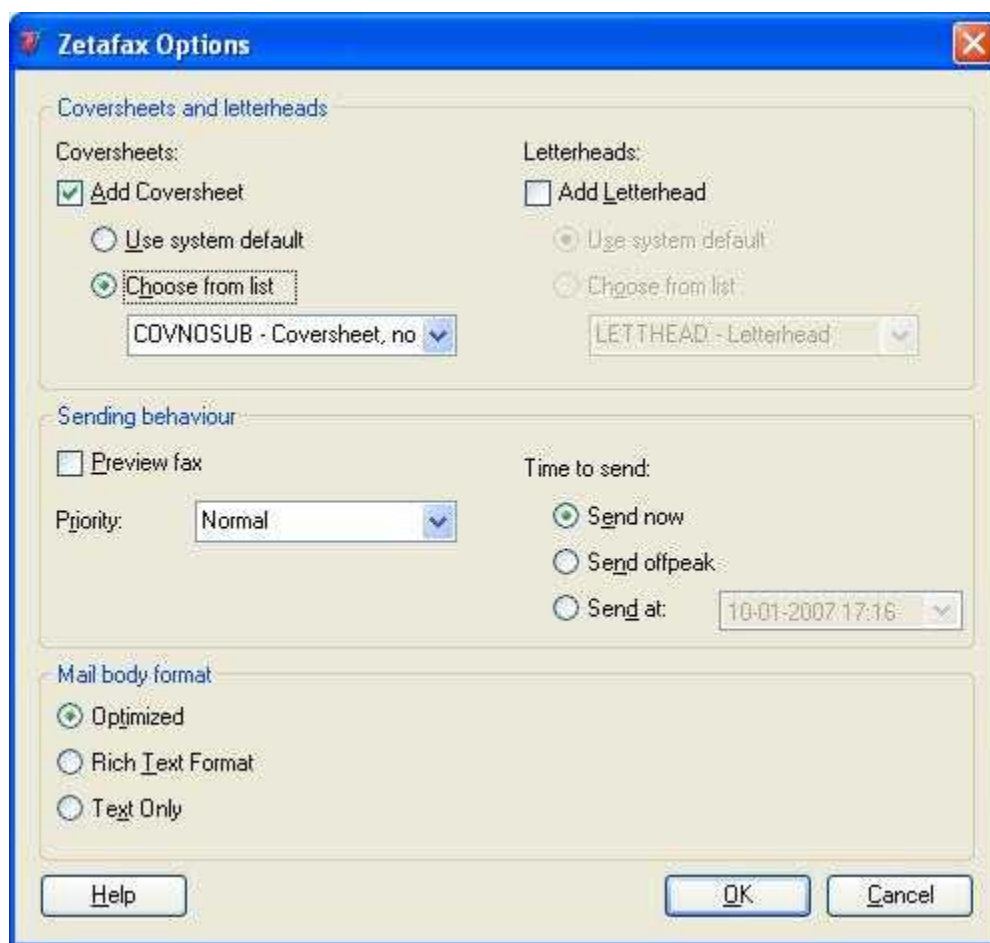 Zetafax Options
Coversheets and letterheads
Coversheets:
Add Coversheet
Use system default
Choose from list
COVNOSUB - Coversheet, no
Letterheads:
Add Letterhead
Use system default
Choose from list
LETTHEAD - Letterhead
Sending behaviour
Preview fax
Priority: Normal
Time to send:
Send now
Send offpeak
Send at: 10-01-2007 17:16
Mail body format
Optimized
Rich Text Format
Text Only
Help OK Cancel